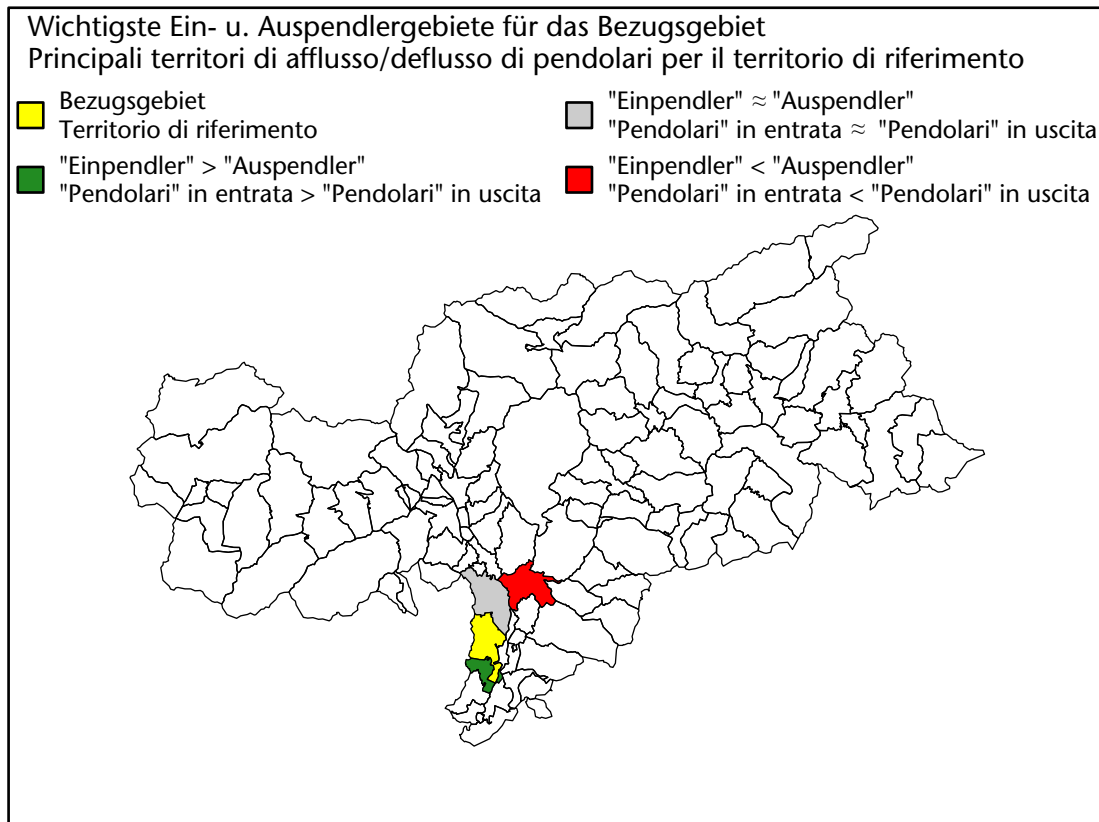 Wichtigste Ein- u. Auspendlergebiete für das Bezugsgebiet
Principali territori di afflusso/deflusso di pendolari per il territorio di riferimento
Bezugsgebiet
Territorio di riferimento
"Einpendler" > "Auspendler"
"Pendolari" in entrata > "Pendolari" in uscita
"Einpendler" ≈ "Auspendler"
"Pendolari" in entrata ≈ "Pendolari" in uscita
"Einpendler" < "Auspendler"
"Pendolari" in entrata < "Pendolari" in uscita